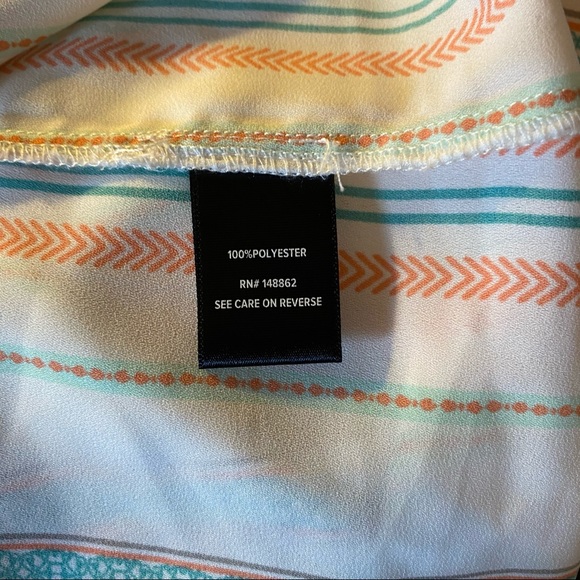 100%POLYESTER
RN# 148862
SEE CARE ON REVERSE